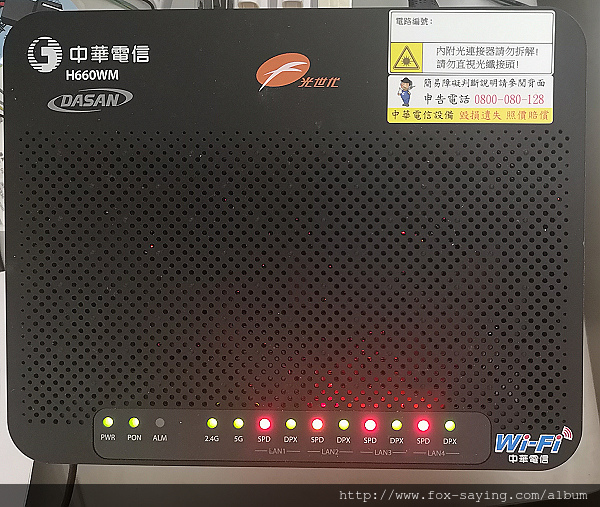 中華電信
H660WM
DASAN
光世代
電路編號:
內附光連接器請勿拆解!
請勿直視光纖接頭!
簡易障礙判斷說明請參閱背面
申告電話 0800-080-128
中華電信設備 毀損遺失 照價賠償
PWR PON ALM 2.4G 5G SPD DPX SPD DPX SPD DPX SPD DPX
LAN1 LAN2 LAN3 LAN4
Wi-Fi
中華電信
http://www.fox-saying.com/album